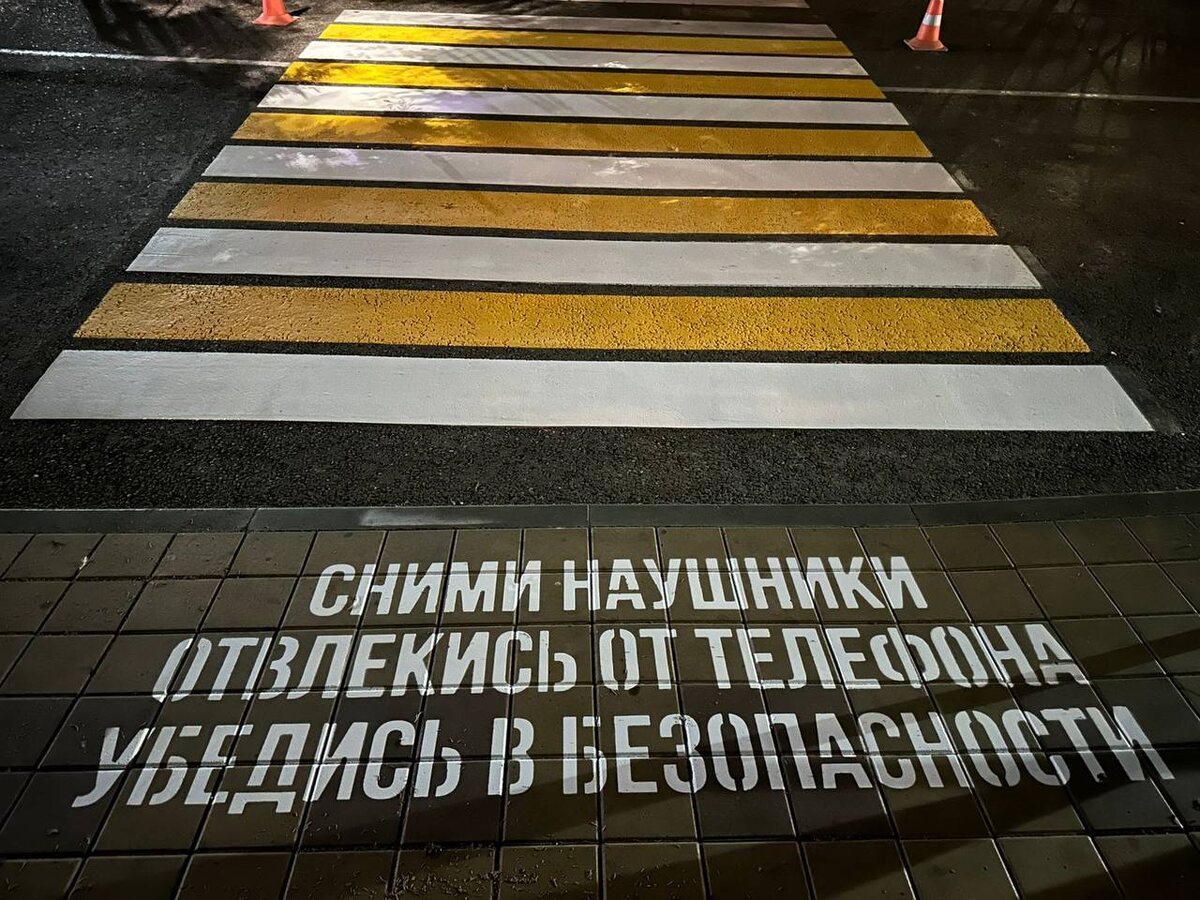 СНИМИ НАУШНИКИ
ОТВЛЕКИСЬ ОТ ТЕЛЕФОНА
УБЕДИСЬ В БЕЗОПАСНОСТИ